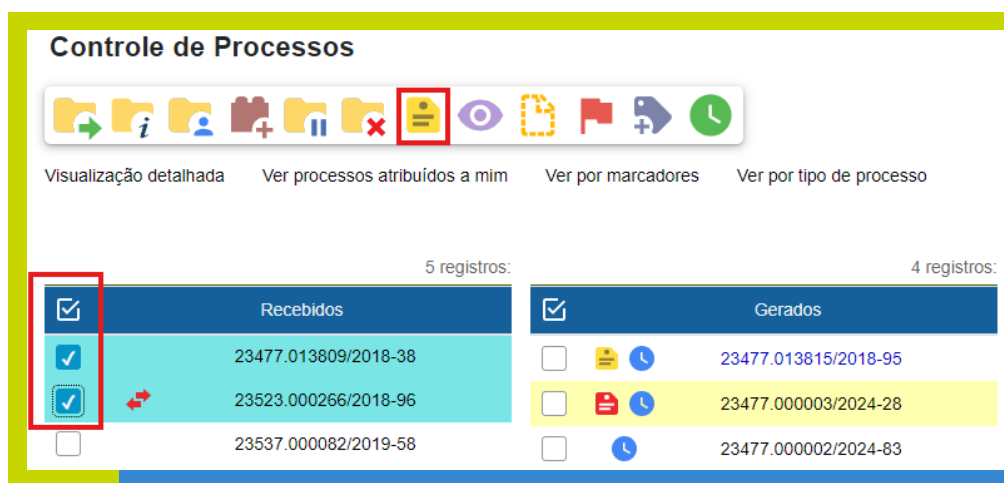 Controle de Processos
Visualização detalhada Ver processos atribuídos a mim Ver por marcadores Ver por tipo de processo
5 registros: 4 registros:
Recebidos Gerados
23477.013809/2018-38 23477.013815/2018-95
23523.000266/2018-96 23477.000003/2024-28
23537.000082/2019-58 23477.000002/2024-83